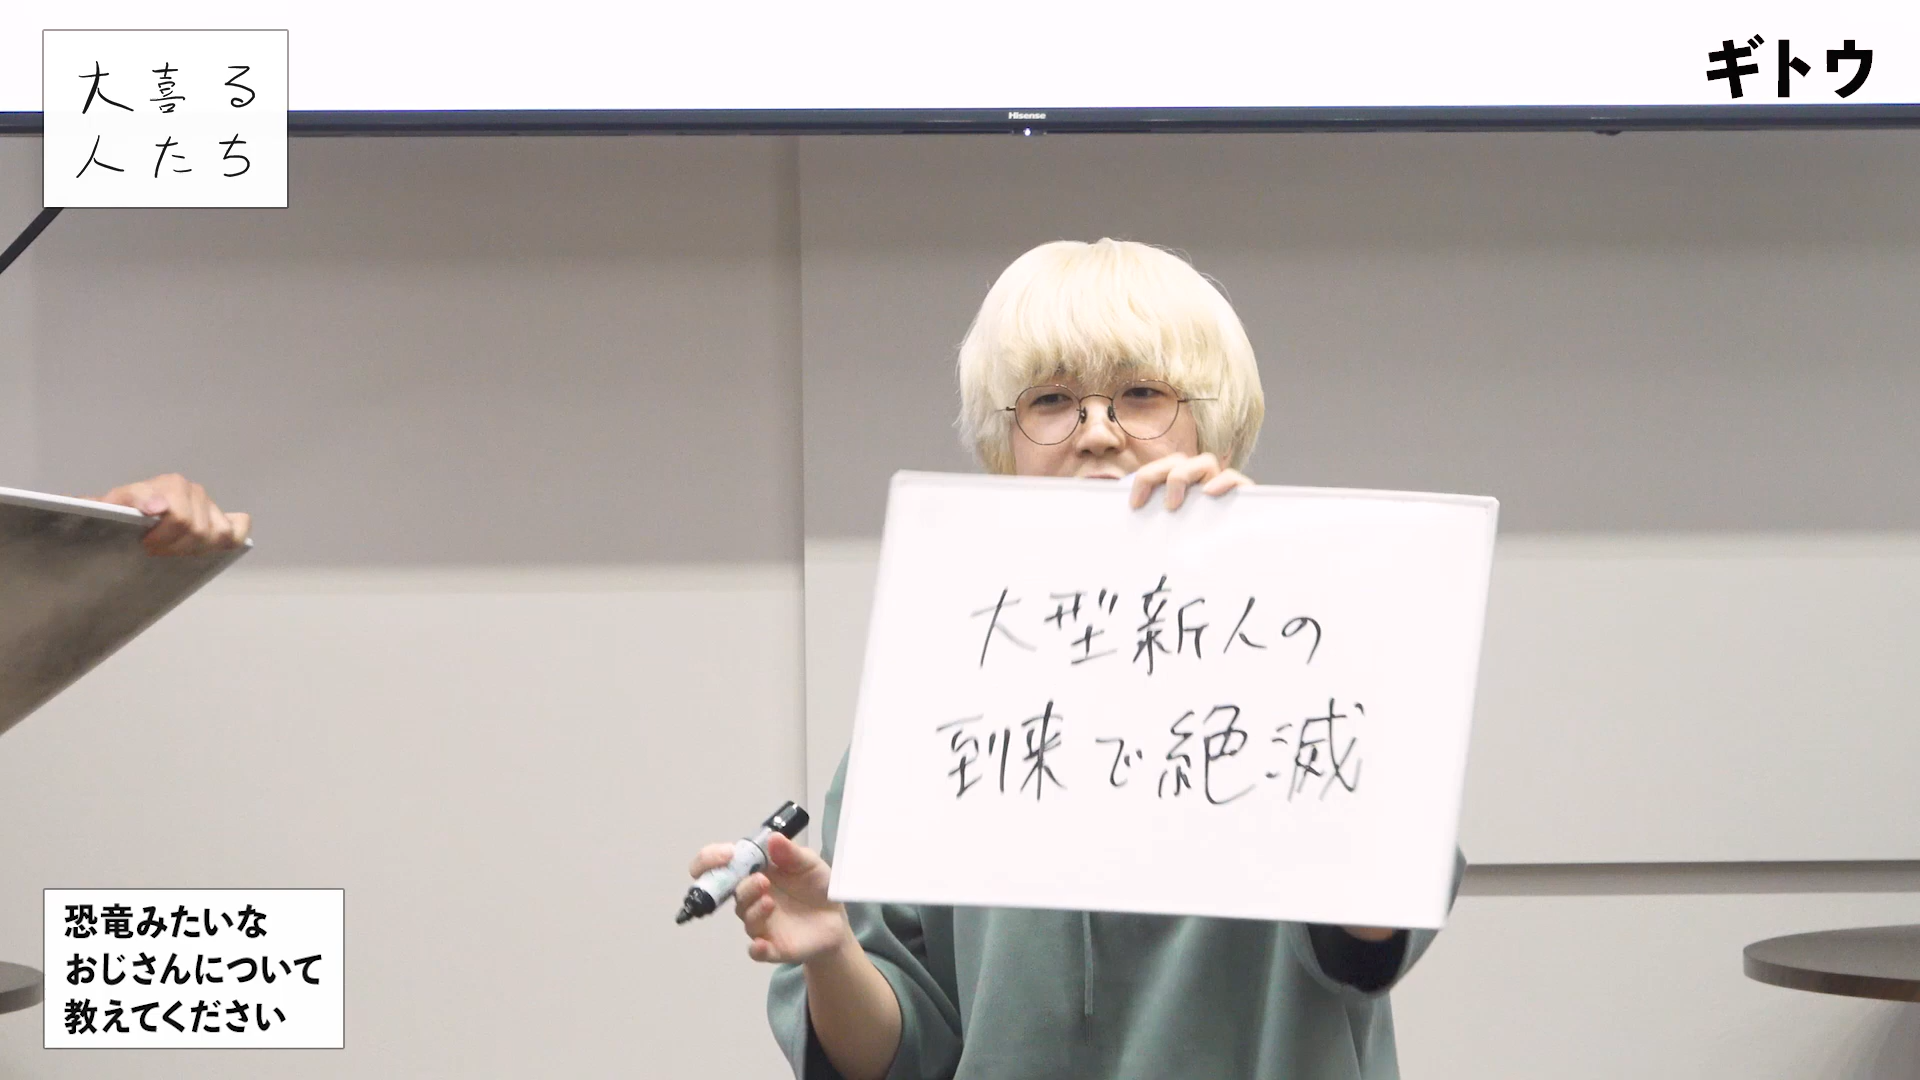 大喜る
人たち
ギトウ
Hisense
大型新人の
到来で絶滅
恐竜みたいな
おじさんについて
教えてください